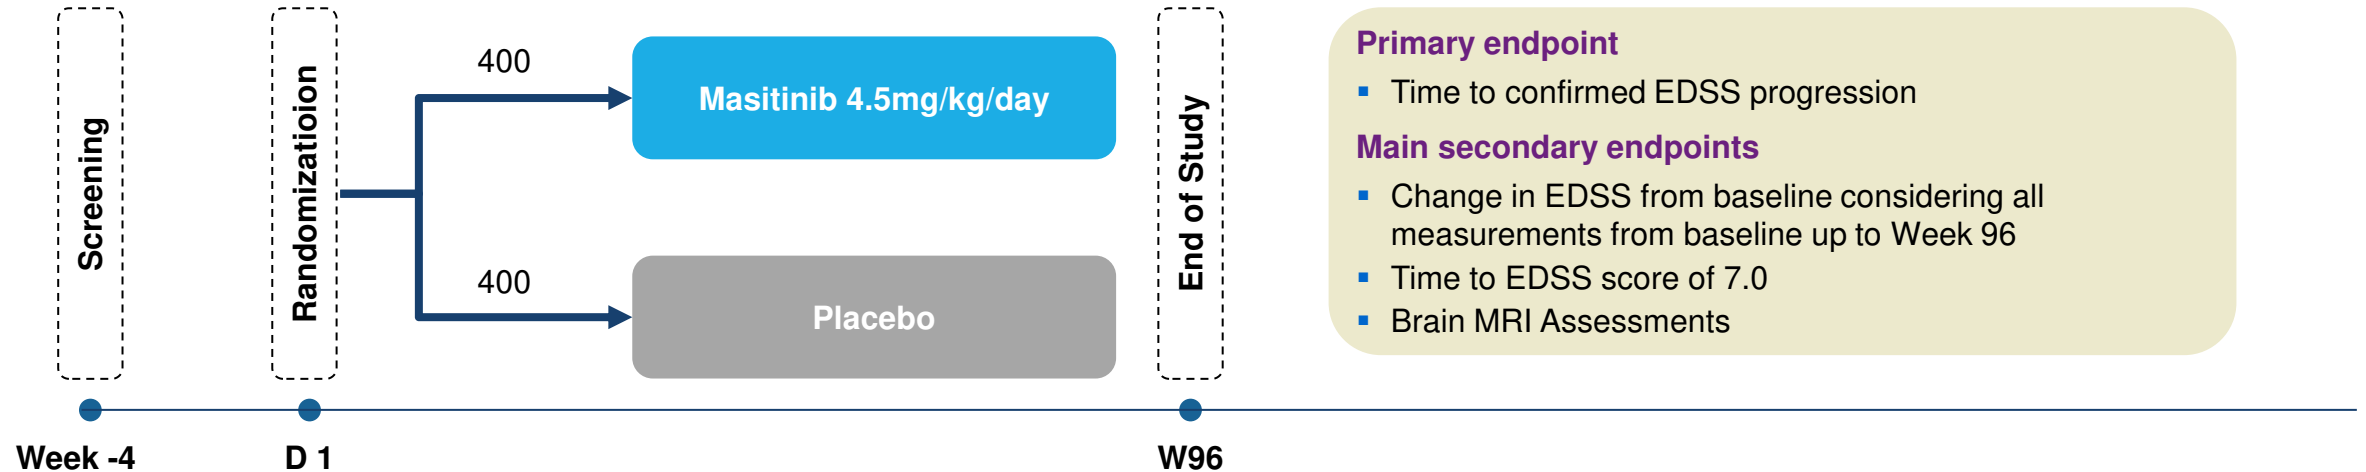 Screening
Randomization
400
Masitinib 4.5mg/kg/day
400
Placebo
End of Study
Primary endpoint
▪ Time to confirmed EDSS progression
Main secondary endpoints
▪ Change in EDSS from baseline considering all
measurements from baseline up to Week 96
▪ Time to EDSS score of 7.0
▪ Brain MRI Assessments
Week -4
D 1
W96